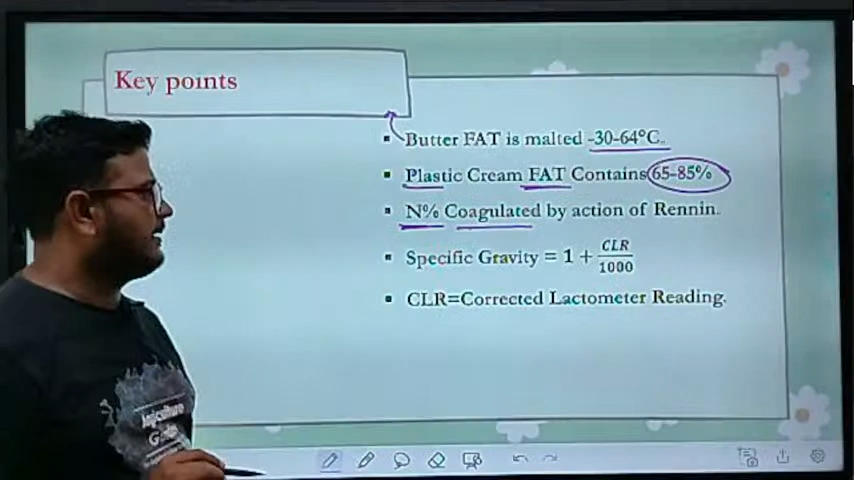 Key points
▪ Butter FAT is malted -30-64°C.
▪ Plastic Cream FAT Contains 65-85%
▪ N% Coagulated by action of Rennin.
▪ Specific Gravity = 1 + CLR/1000
▪ CLR=Corrected Lactometer Reading.
Agriculture